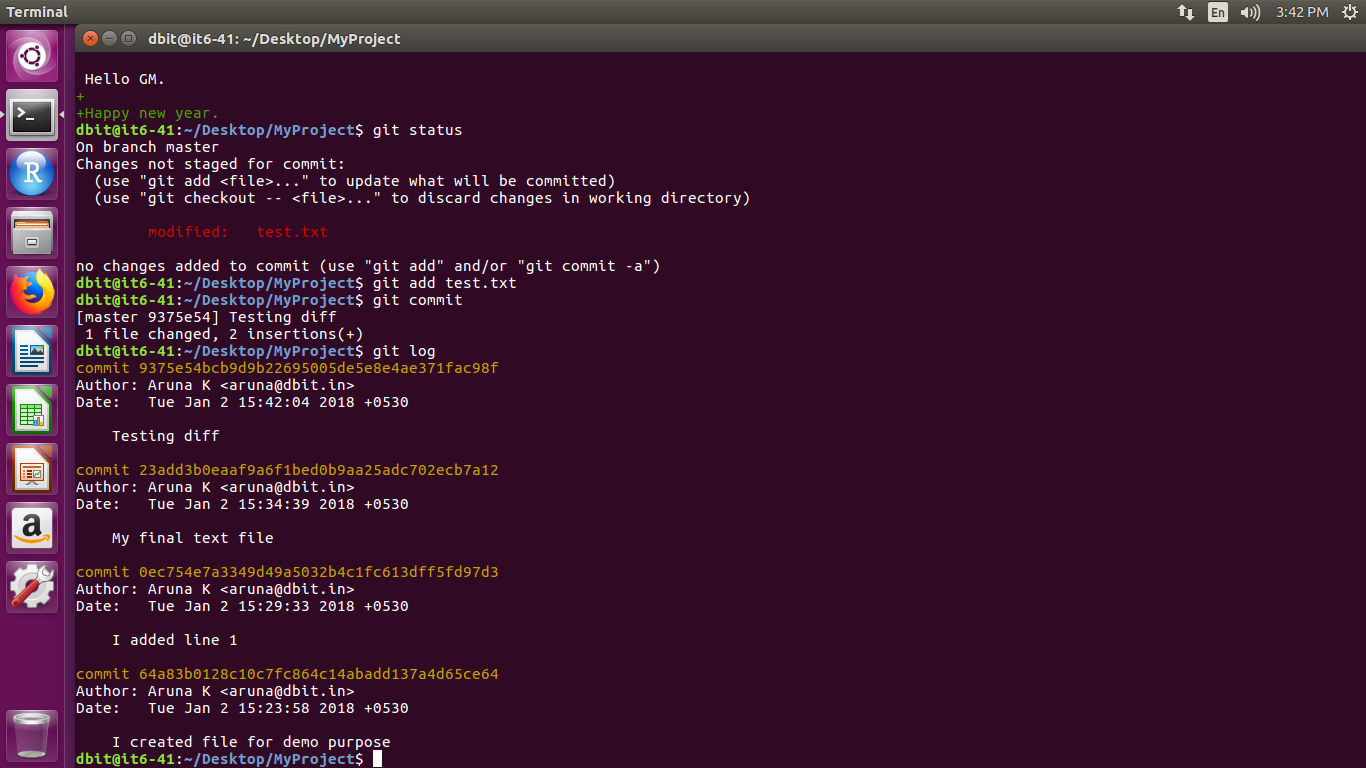 Terminal
En
3:42 PM
dbit@it6-41: ~/Desktop/MyProject
Hello GM.
+
+Happy new year.
dbit@it6-41:~/Desktop/MyProject$ git status
On branch master
Changes not staged for commit:
  (use "git add <file>..." to update what will be committed)
  (use "git checkout -- <file>..." to discard changes in working directory)
        modified:   test.txt
no changes added to commit (use "git add" and/or "git commit -a")
dbit@it6-41:~/Desktop/MyProject$ git add test.txt
dbit@it6-41:~/Desktop/MyProject$ git commit
[master 9375e54] Testing diff
 1 file changed, 2 insertions(+)
dbit@it6-41:~/Desktop/MyProject$ git log
commit 9375e54bcb9d9b22695005de5e8e4ae371fac98f
Author: Aruna K <aruna@dbit.in>
Date:   Tue Jan 2 15:42:04 2018 +0530
    Testing diff
commit 23add3b0eaaf9a6f1bed0b9aa25adc702ecb7a12
Author: Aruna K <aruna@dbit.in>
Date:   Tue Jan 2 15:34:39 2018 +0530
    My final text file
commit 0ec754e7a3349d49a5032b4c1fc613dff5fd97d3
Author: Aruna K <aruna@dbit.in>
Date:   Tue Jan 2 15:29:33 2018 +0530
    I added line 1
commit 64a83b0128c10c7fc864c14abadd137a4d65ce64
Author: Aruna K <aruna@dbit.in>
Date:   Tue Jan 2 15:23:58 2018 +0530
    I created file for demo purpose
dbit@it6-41:~/Desktop/MyProject$
R
a